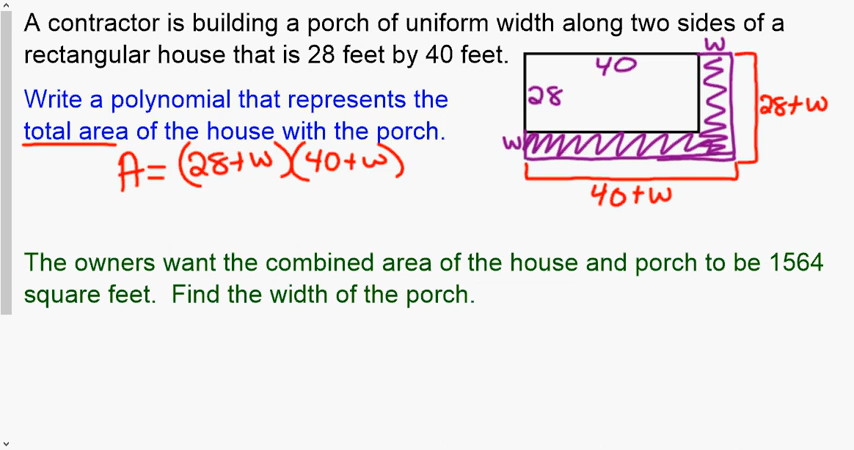 A contractor is building a porch of uniform width along two sides of a
rectangular house that is 28 feet by 40 feet.
w
40
28
28+w
w
40+w
Write a polynomial that represents the
total area of the house with the porch.
A=(28+w)(40+w)
The owners want the combined area of the house and porch to be 1564
square feet.  Find the width of the porch.